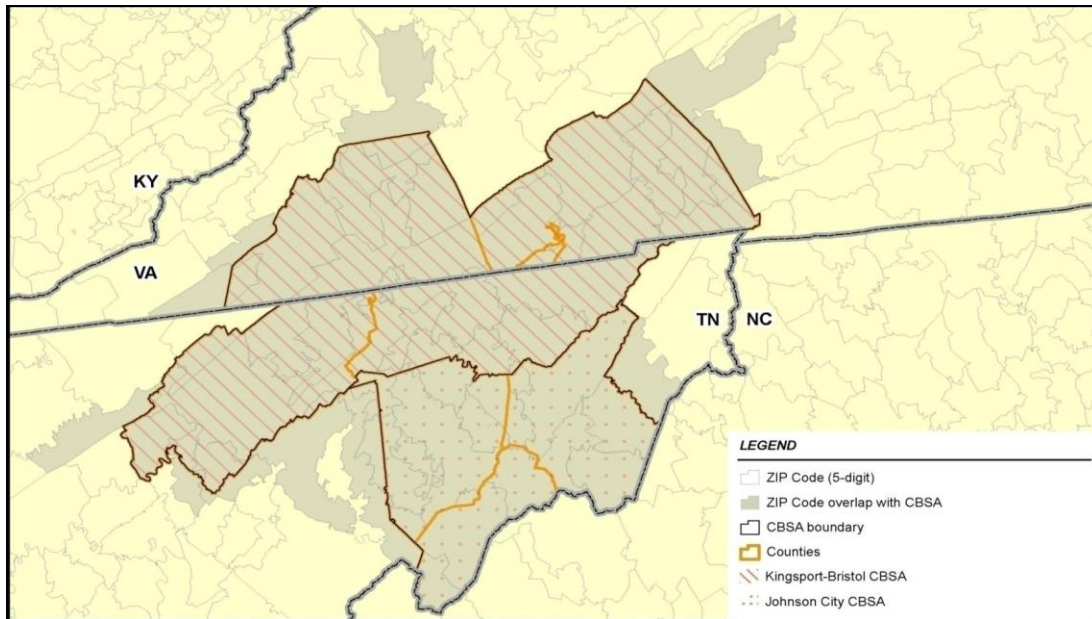 KY
VA
TN
NC
LEGEND
ZIP Code (5-digit)
ZIP Code overlap with CBSA
CBSA boundary
Counties
Kingsport-Bristol CBSA
Johnson City CBSA